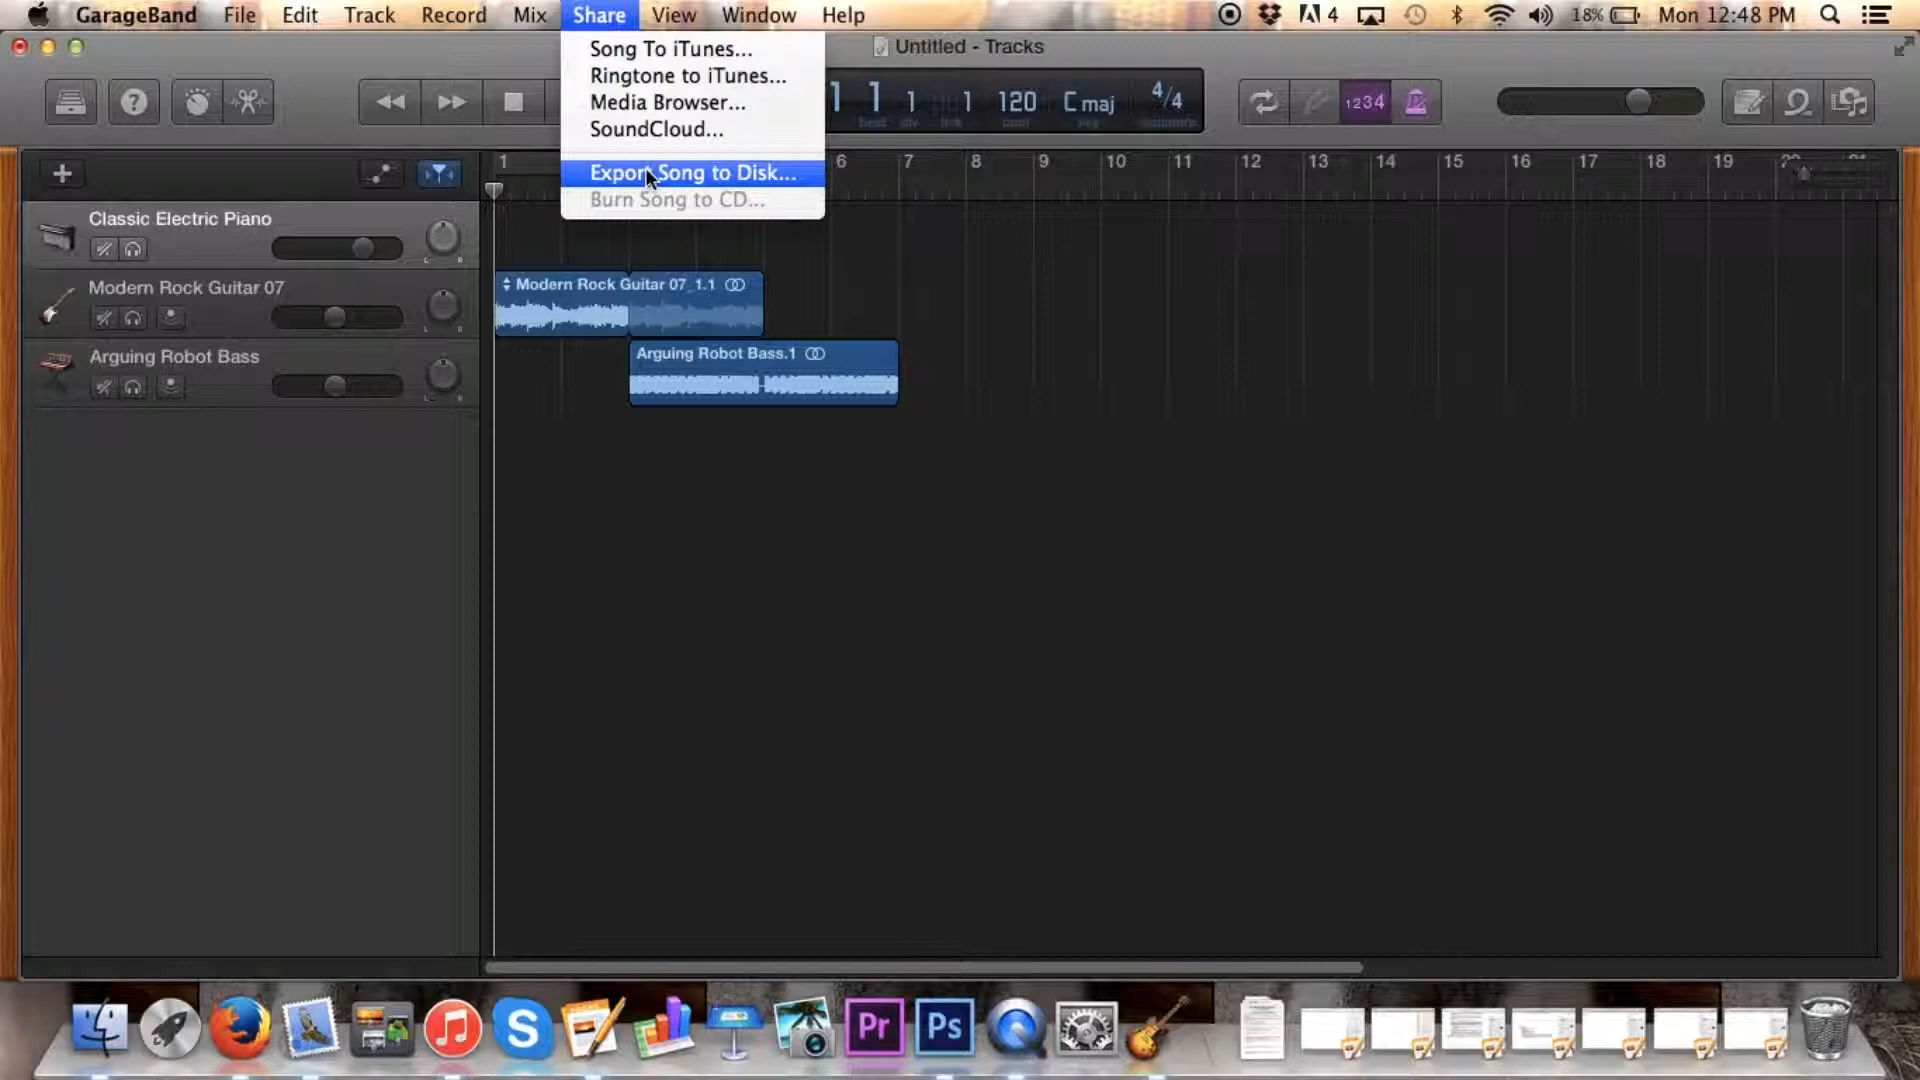 GarageBand File Edit Track Record Mix Share View Window Help 4 18% Mon 12:48 PM
Untitled - Tracks
Song To iTunes...
Ringtone to iTunes...
Media Browser...
SoundCloud...
Export Song to Disk...
Burn Song to CD...
1 1 1 1 120 C maj 4/4
1234
1 6 7 8 9 10 11 12 13 14 15 16 17 18 19
Classic Electric Piano
L R
Modern Rock Guitar 07
L R
Modern Rock Guitar 07_1.1
Arguing Robot Bass
L R
Arguing Robot Bass.1
S Pr Ps